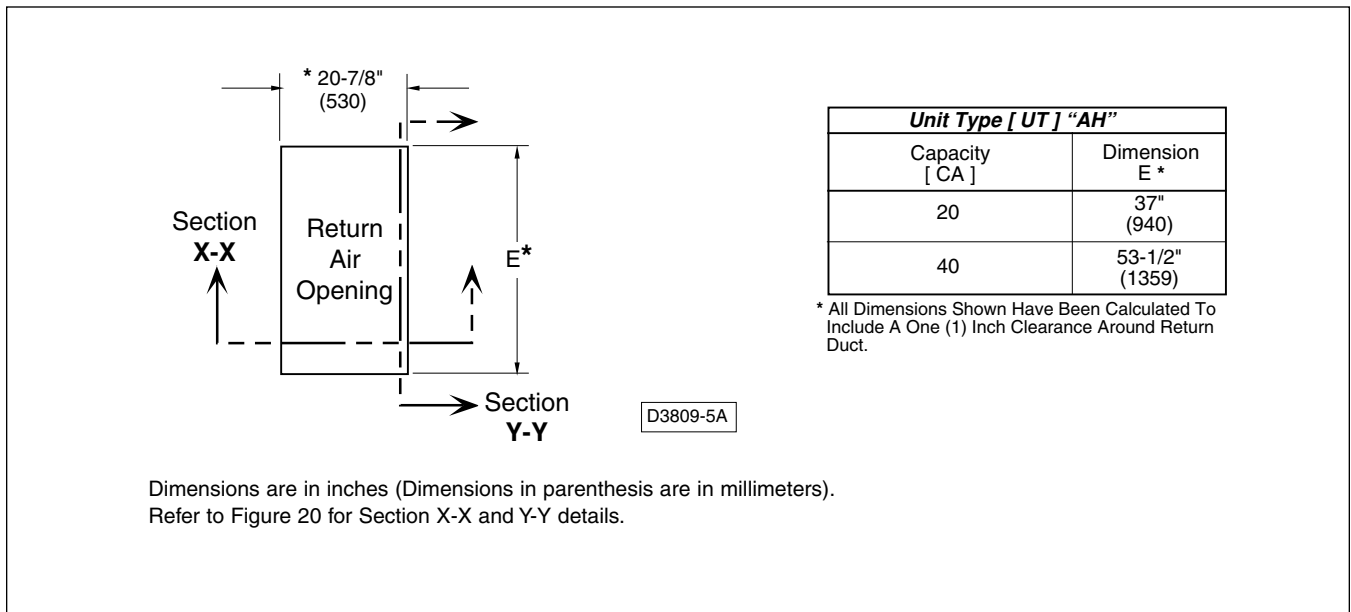 * 20-7/8"
(530)
Section
X-X
Return
Air
Opening
E*
Section
Y-Y
D3809-5A
Unit Type [ UT ] “AH”
Capacity
[ CA ]
Dimension
E *
20
37"
(940)
40
53-1/2"
(1359)
* All Dimensions Shown Have Been Calculated To
Include A One (1) Inch Clearance Around Return
Duct.
Dimensions are in inches (Dimensions in parenthesis are in millimeters).
Refer to Figure 20 for Section X-X and Y-Y details.